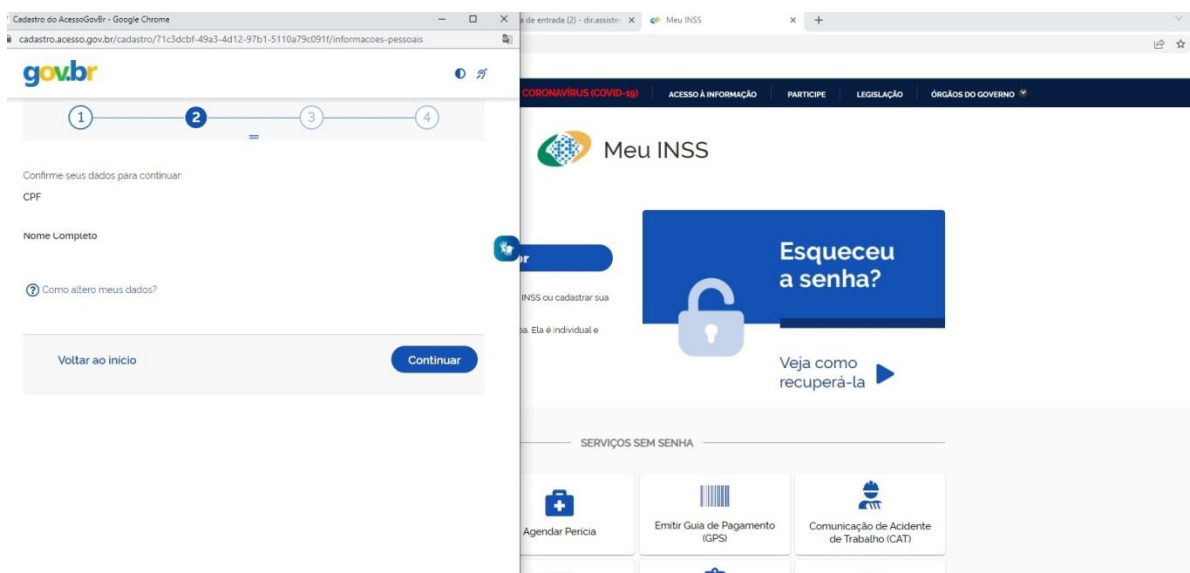 Cadastro do AcessoGovBr - Google Chrome
cadastro.acesso.gov.br/cadastro/71c3dcbf-49a3-4d12-97b1-5110a79c091f/informacoes-pessoais
gov.br
1
2
3
4
Confirme seus dados para continuar.
CPF
Nome Completo
Como altero meus dados?
Voltar ao início
Continuar
a de entrada (2) - dir.assisten
Meu INSS
CORONAVÍRUS (COVID-19)
ACESSO À INFORMAÇÃO
PARTICIPE
LEGISLAÇÃO
ÓRGÃOS DO GOVERNO
Meu INSS
br
INSS ou cadastrar sua
Ela é individual e
Esqueceu
a senha?
Veja como
recuperá-la
SERVIÇOS SEM SENHA
Agendar Perícia
Emitir Guia de Pagamento
(GPS)
Comunicação de Acidente
de Trabalho (CAT)